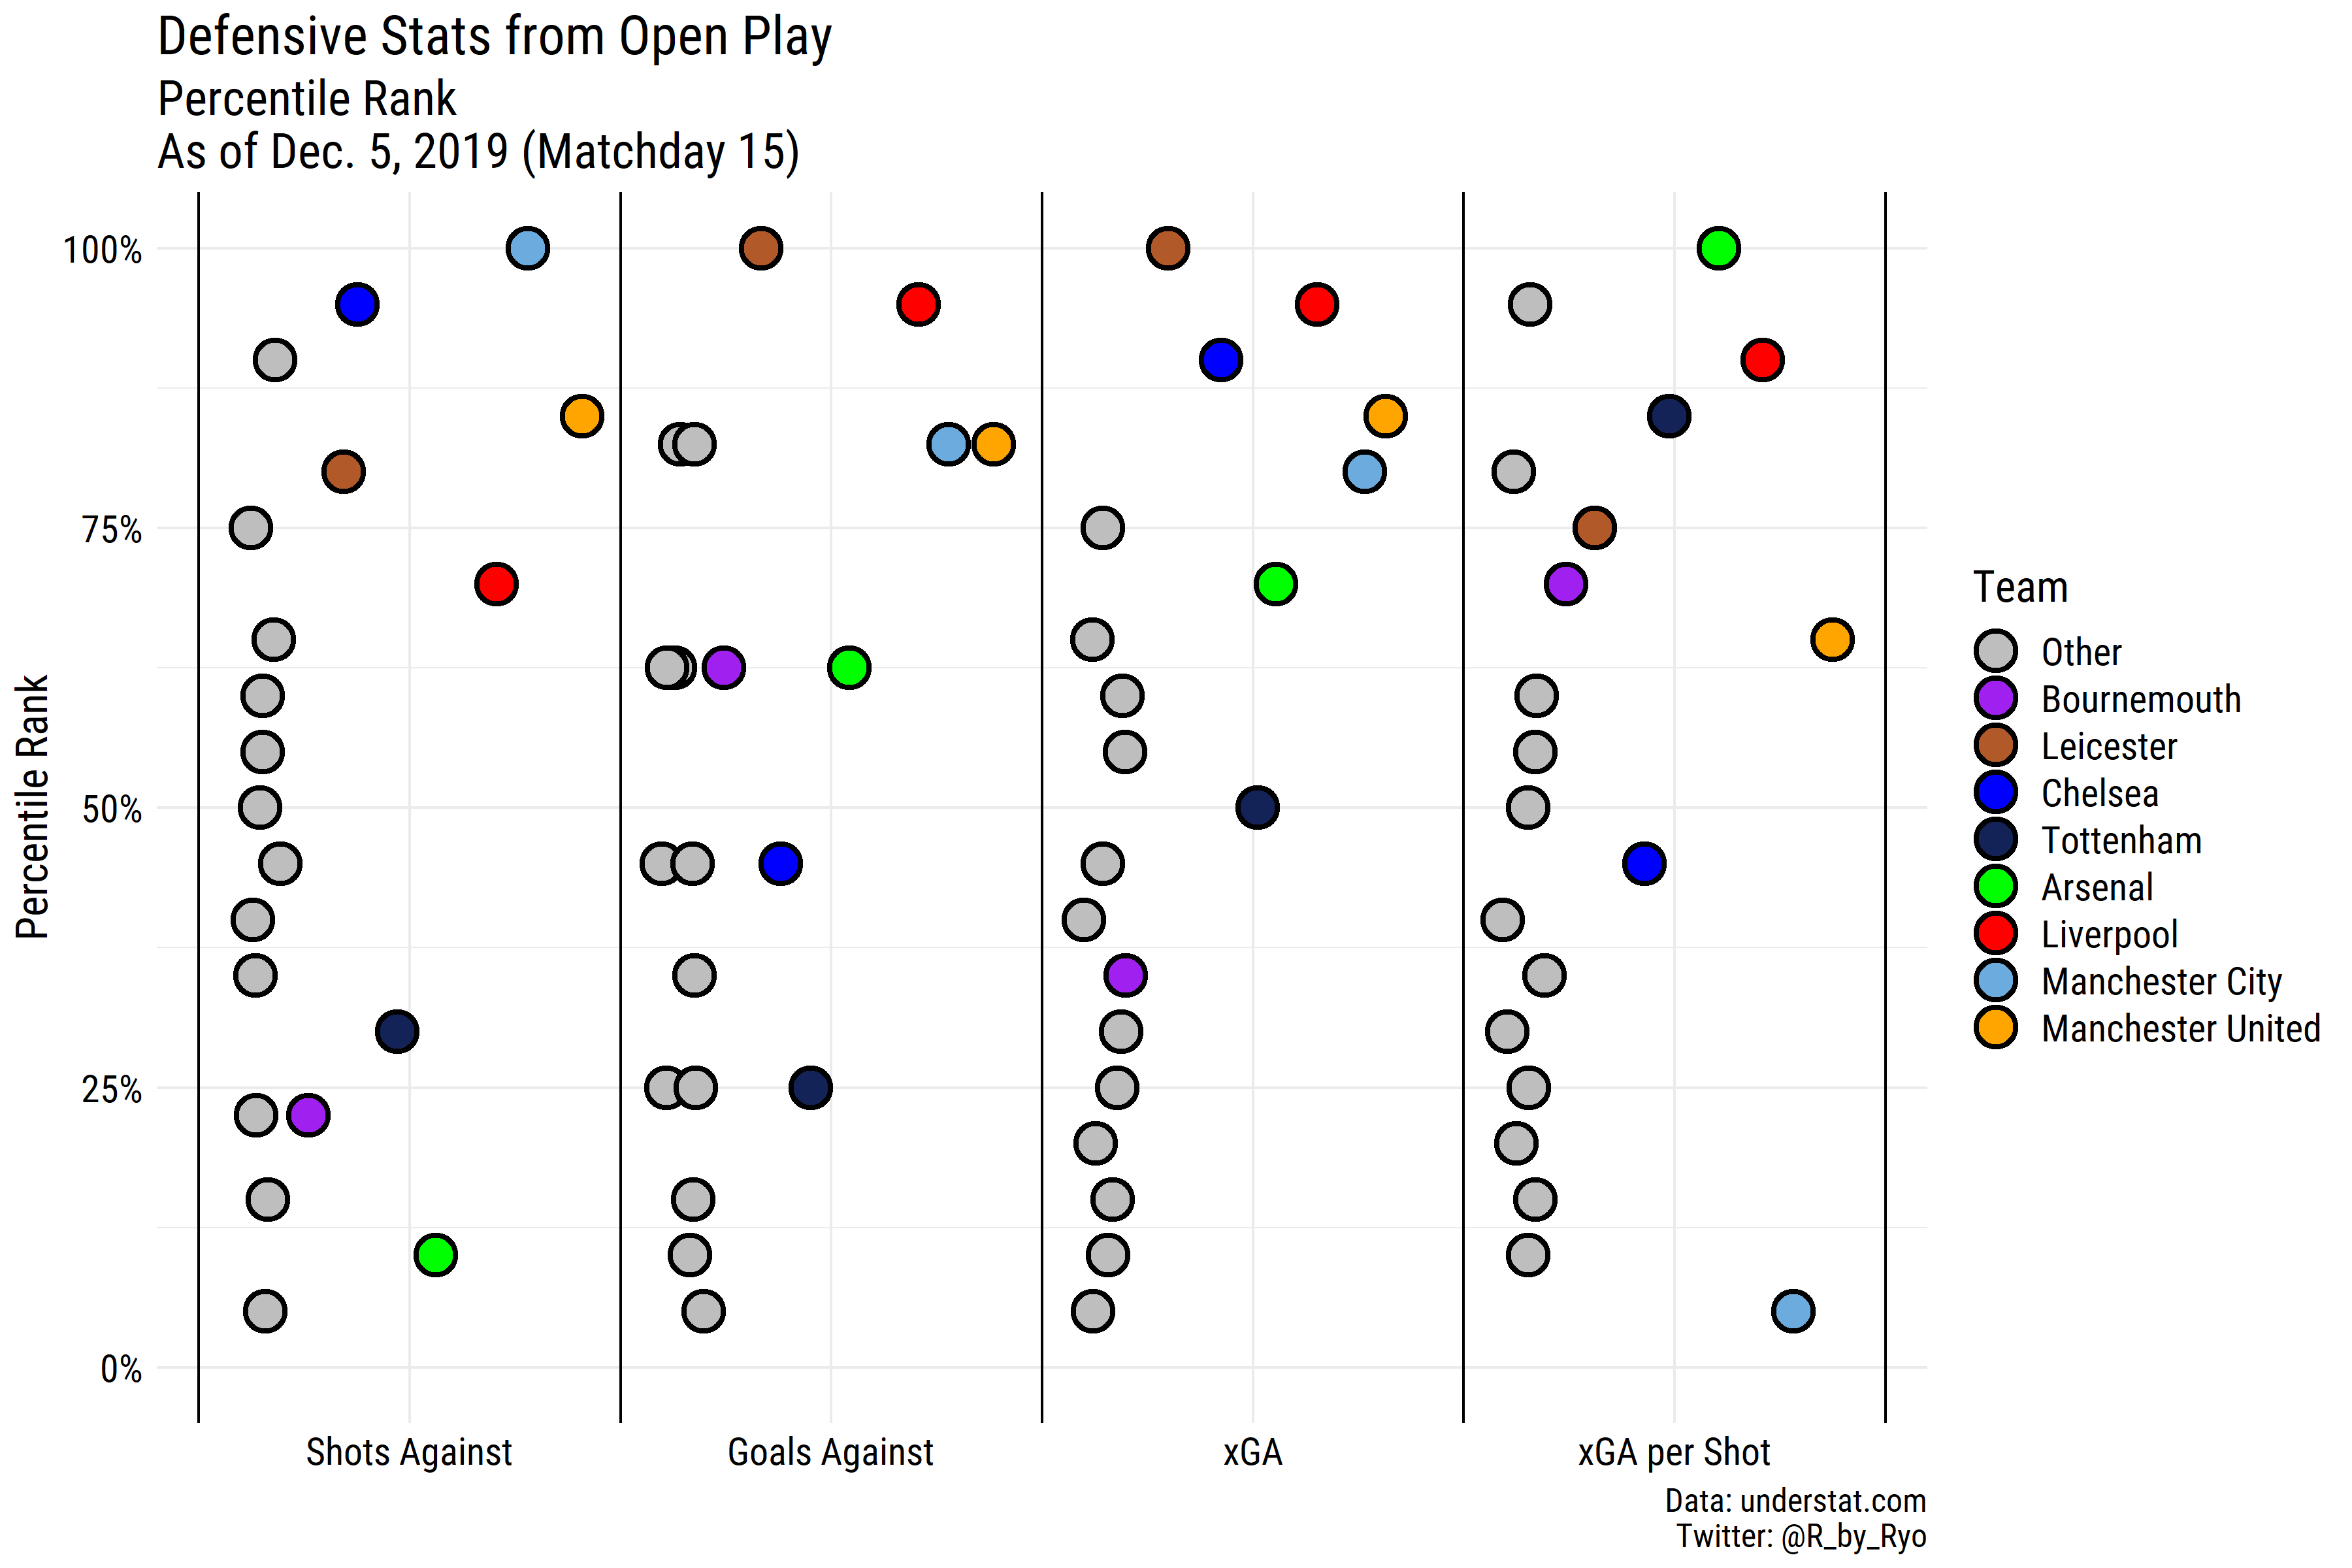 Defensive Stats from Open Play
Percentile Rank
As of Dec. 5, 2019 (Matchday 15)
Percentile Rank
100%
75%
50%
25%
0%
Shots Against
Goals Against
xGA
xGA per Shot
Team
Other
Bournemouth
Leicester
Chelsea
Tottenham
Arsenal
Liverpool
Manchester City
Manchester United
Data: understat.com
Twitter: @R_by_Ryo